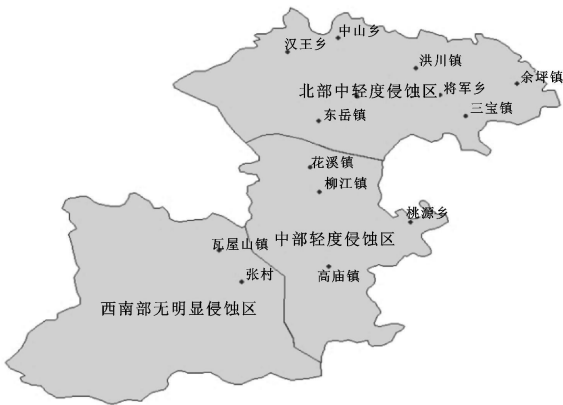 中山乡
汉王乡
洪川镇
余坪镇
北部中轻度侵蚀区
将军乡
东岳镇
三宝镇
花溪镇
柳江镇
桃源乡
瓦屋山镇
中部轻度侵蚀区
张村
高庙镇
西南部无明显侵蚀区